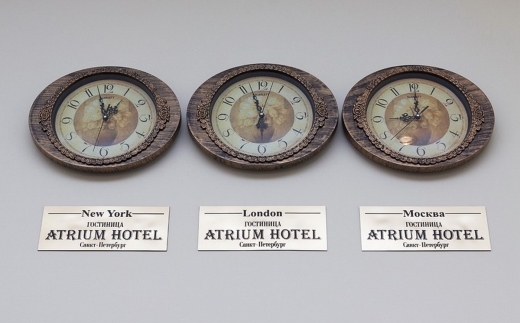 New York
ГОСТИНИЦА
ATRIUM HOTEL
Санкт-Петербург
London
ГОСТИНИЦА
ATRIUM HOTEL
Санкт-Петербург
Москва
ГОСТИНИЦА
ATRIUM HOTEL
Санкт-Петербург